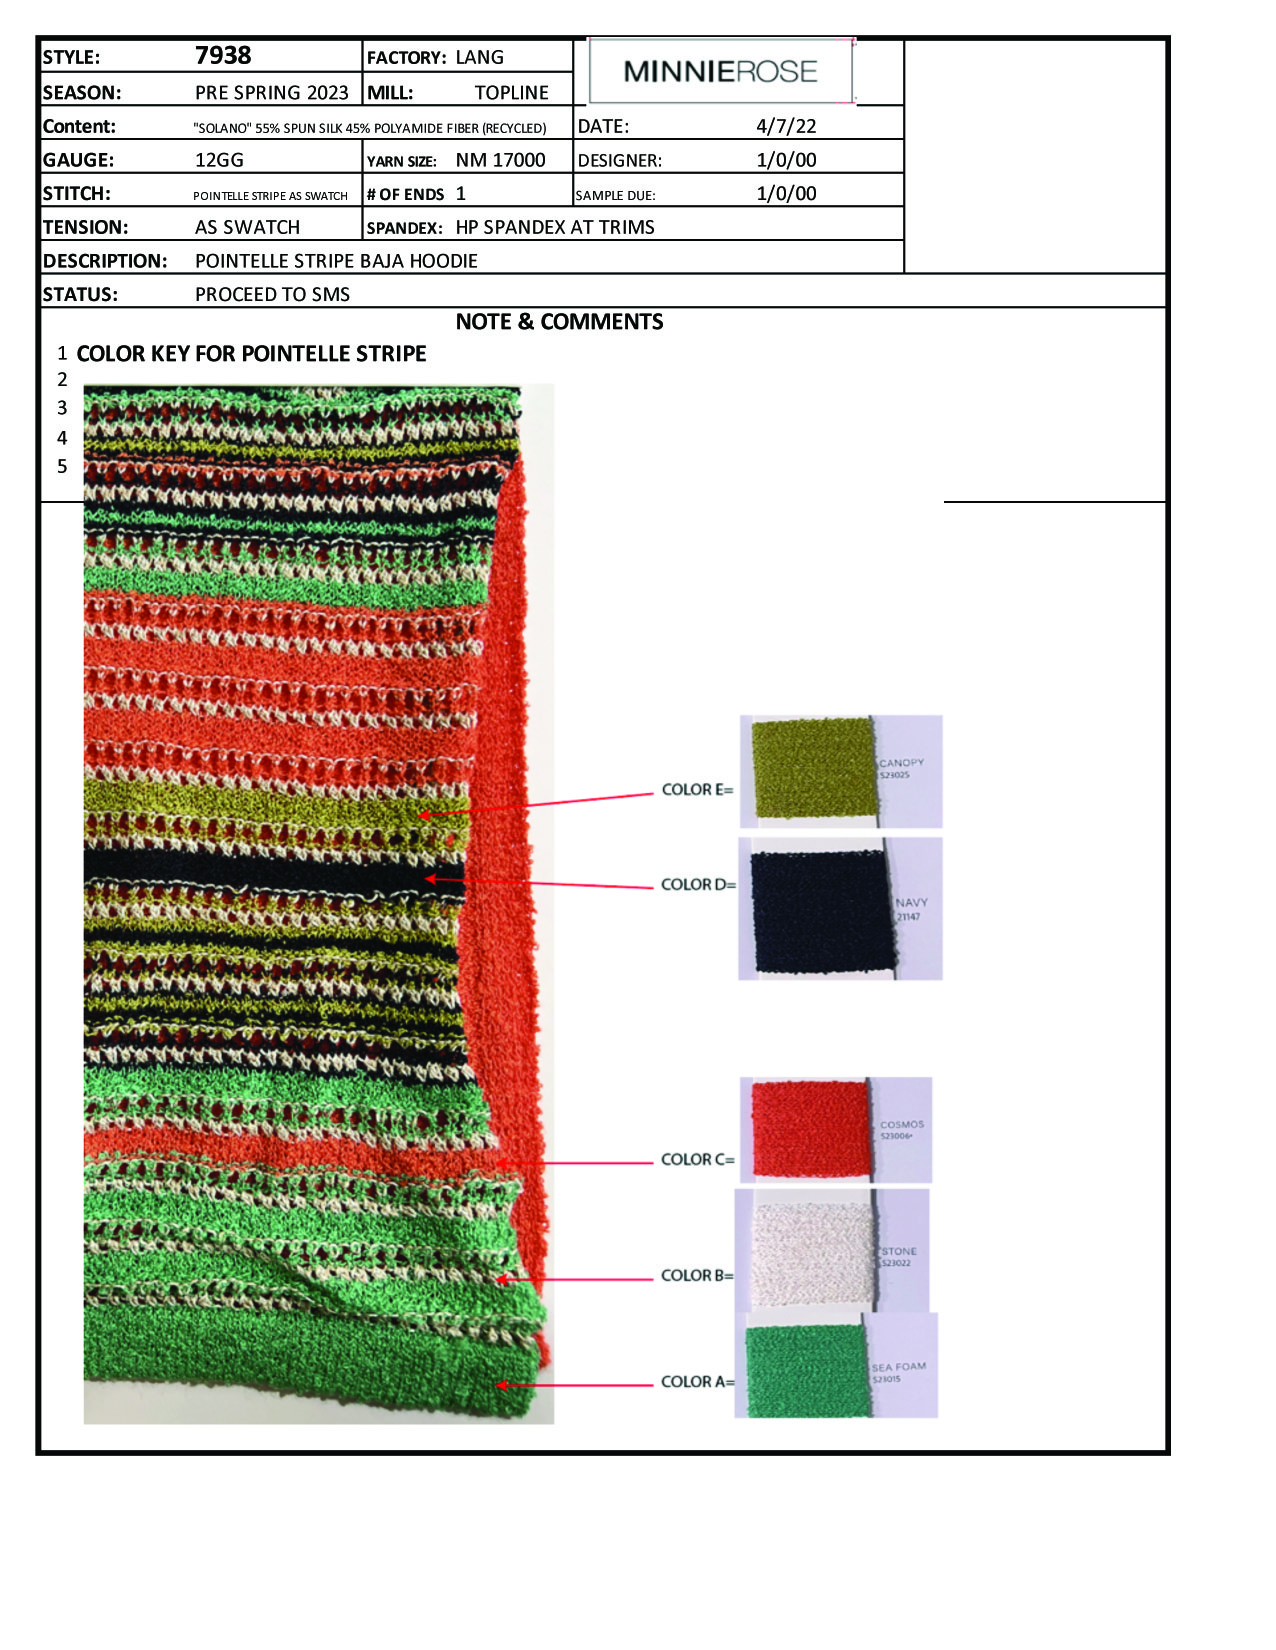 STYLE: 7938 FACTORY: LANG MINNIEROSE
SEASON: PRE SPRING 2023 MILL: TOPLINE
Content: "SOLANO" 55% SPUN SILK 45% POLYAMIDE FIBER (RECYCLED) DATE: 4/7/22
GAUGE: 12GG YARN SIZE: NM 17000 DESIGNER: 1/0/00
STITCH: POINTELLE STRIPE AS SWATCH # OF ENDS 1 SAMPLE DUE: 1/0/00
TENSION: AS SWATCH SPANDEX: HP SPANDEX AT TRIMS
DESCRIPTION: POINTELLE STRIPE BAJA HOODIE
STATUS: PROCEED TO SMS
NOTE & COMMENTS
1 COLOR KEY FOR POINTELLE STRIPE
2
3
4
5
COLOR E= CANOPY
523025
COLOR D= NAVY
21147
COLOR C= COSMOS
523006*
COLOR B= STONE
523022
COLOR A= SEA FOAM
523015